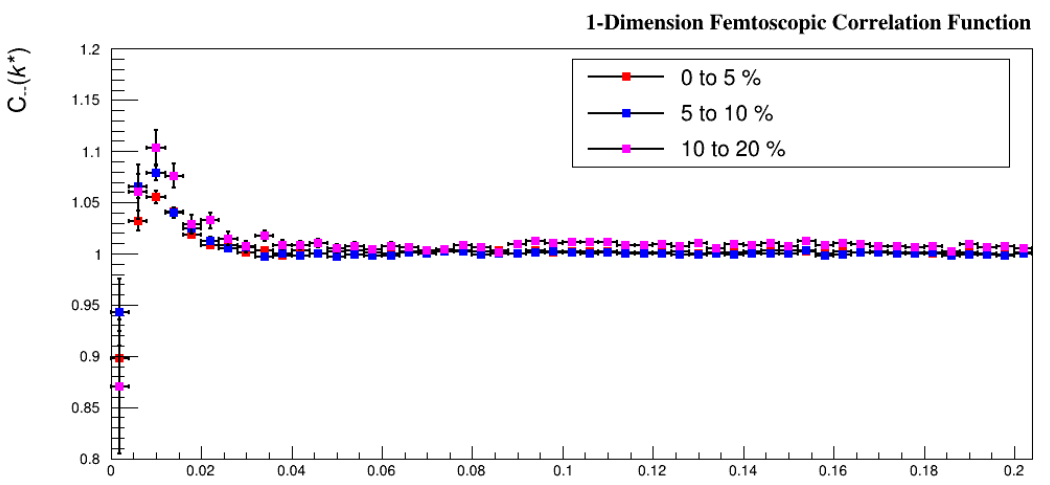 1-Dimension Femtoscopic Correlation Function
C--(k*)
1.2
1.15
1.1
1.05
1
0.95
0.9
0.85
0.8
0 to 5 %
5 to 10 %
10 to 20 %
0 0.02 0.04 0.06 0.08 0.1 0.12 0.14 0.16 0.18 0.2